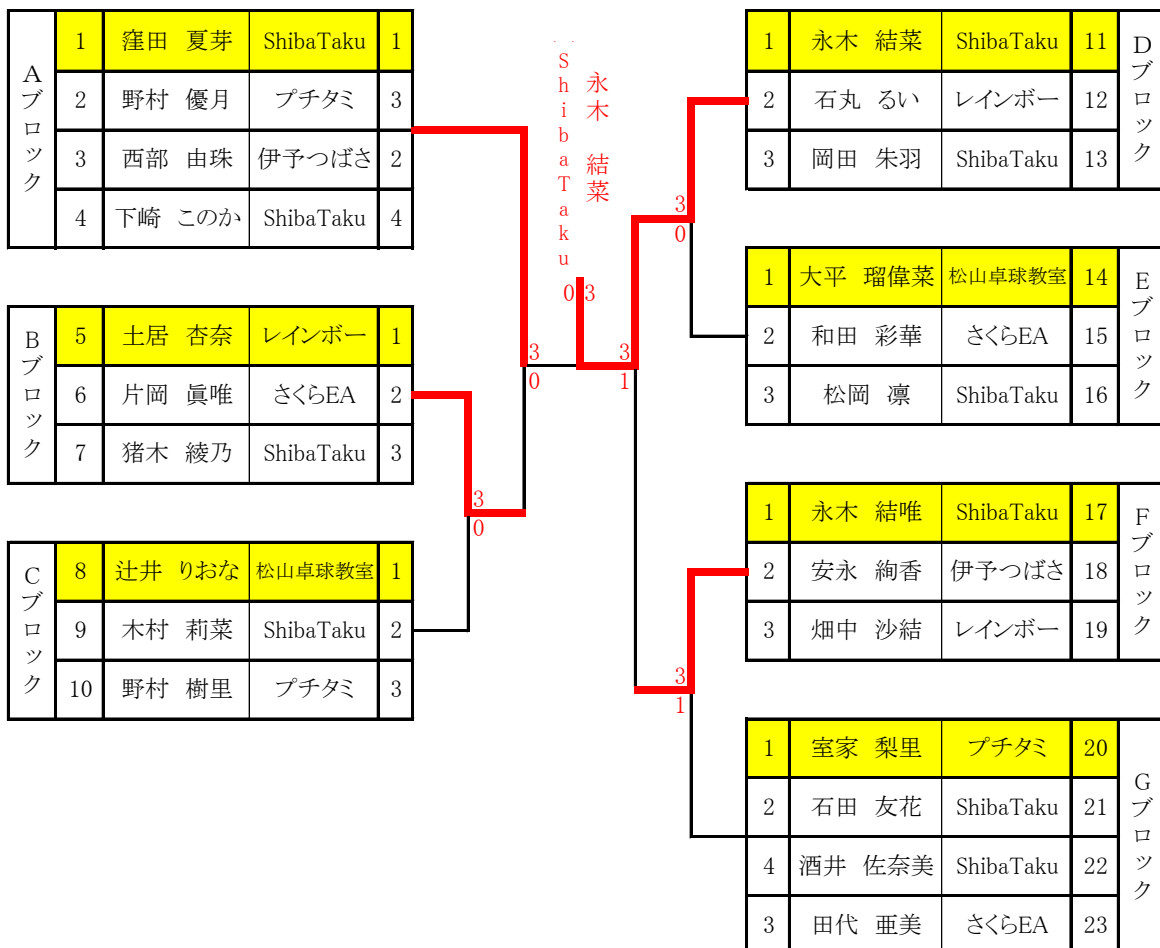 Aブロック
1 窪田 夏芽 ShibaTaku 1
2 野村 優月 プチタミ 3
3 西部 由珠 伊予つばさ 2
4 下崎 このか ShibaTaku 4
Bブロック
5 土居 杏奈 レインボー 1
6 片岡 眞唯 さくらEA 2
7 猪木 綾乃 ShibaTaku 3
Cブロック
8 辻井 りおな 松山卓球教室 1
9 木村 莉菜 ShibaTaku 2
10 野村 樹里 プチタミ 3
3
0
3
0
永木 結菜
ShibaTaku
0 3
3
1
3
0
3
1
1 永木 結菜 ShibaTaku 11
2 石丸 るい レインボー 12
3 岡田 朱羽 ShibaTaku 13
Dブロック
1 大平 瑠偉菜 松山卓球教室 14
2 和田 彩華 さくらEA 15
3 松岡 凛 ShibaTaku 16
Eブロック
1 永木 結唯 ShibaTaku 17
2 安永 絢香 伊予つばさ 18
3 畑中 沙結 レインボー 19
Fブロック
1 室家 梨里 プチタミ 20
2 石田 友花 ShibaTaku 21
4 酒井 佐奈美 ShibaTaku 22
3 田代 亜美 さくらEA 23
Gブロック